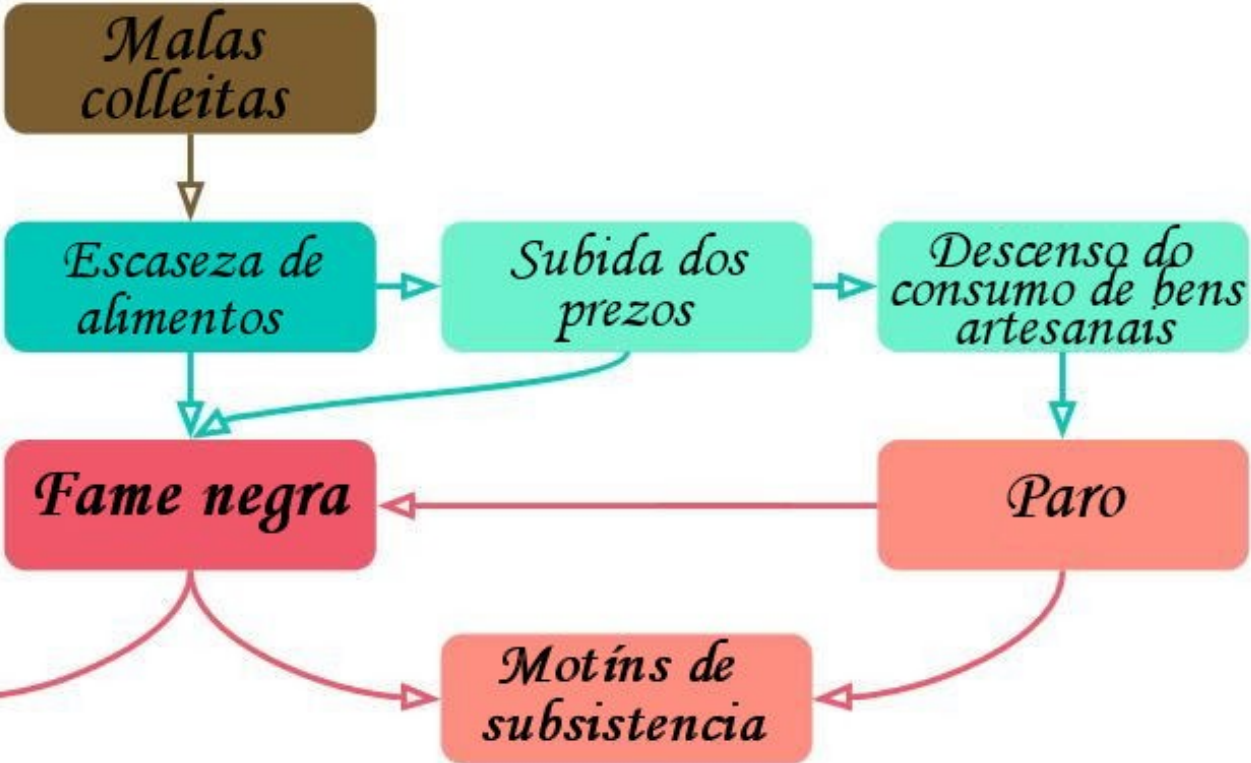 Malas
colleitas
Escaseza de
alimentos
Subida dos
prezos
Descenso do
consumo de bens
artesanais
Fame negra
Paro
Motíns de
subsistencia